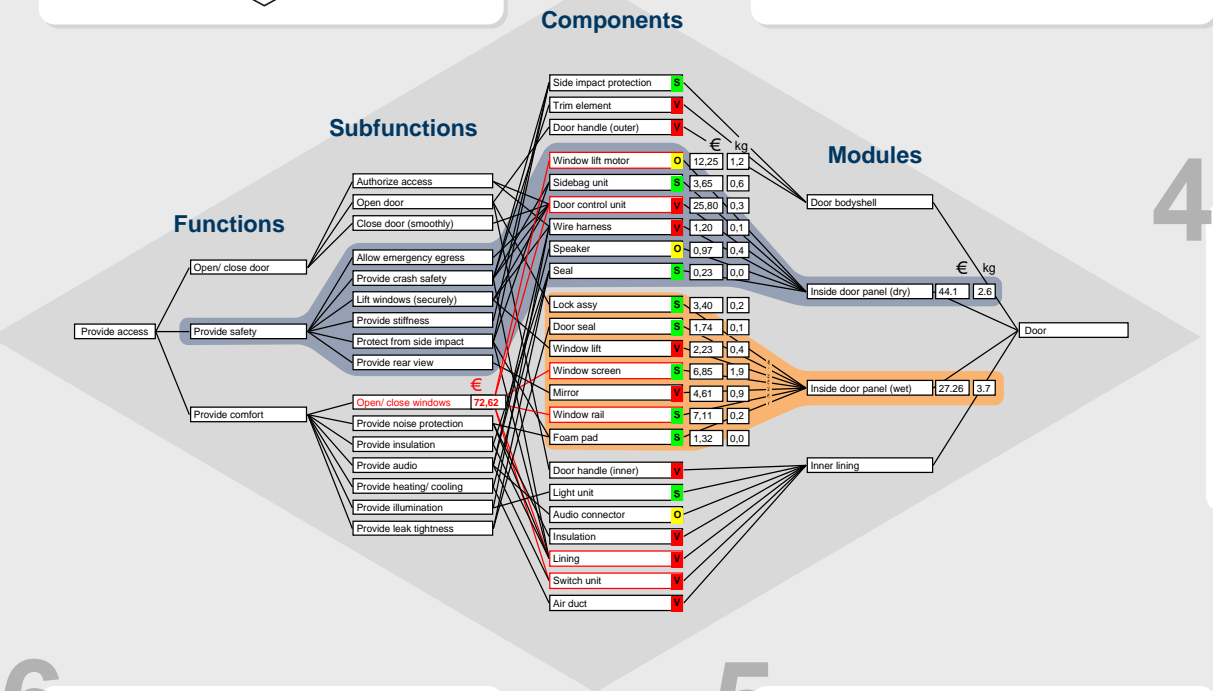 Components
Subfunctions
Functions
Modules
4
Provide access
Open/ close door
Provide safety
Provide comfort
Authorize access
Open door
Close door (smoothly)
Allow emergency egress
Provide crash safety
Lift windows (securely)
Provide stiffness
Protect from side impact
Provide rear view
€
Open/ close windows 72,62
Provide noise protection
Provide insulation
Provide audio
Provide heating/ cooling
Provide illumination
Provide leak tightness
Side impact protection S
Trim element V
Door handle (outer) V
€ kg
Window lift motor O 12,25 1,2
Sidebag unit S 3,65 0,6
Door control unit V 25,80 0,3
Wire harness V 1,20 0,1
Speaker O 0,97 0,4
Seal S 0,23 0,0
Lock assy S 3,40 0,2
Door seal S 1,74 0,1
Window lift V 2,23 0,4
Window screen S 6,85 1,9
Mirror V 4,61 0,9
Window rail S 7,11 0,2
Foam pad S 1,32 0,0
Door handle (inner) V
Light unit S
Audio connector O
Insulation V
Lining V
Switch unit V
Air duct V
Door bodyshell
€ kg
Inside door panel (dry) 44.1 2.6
Inside door panel (wet) 27.26 3.7
Inner lining
Door
6
5